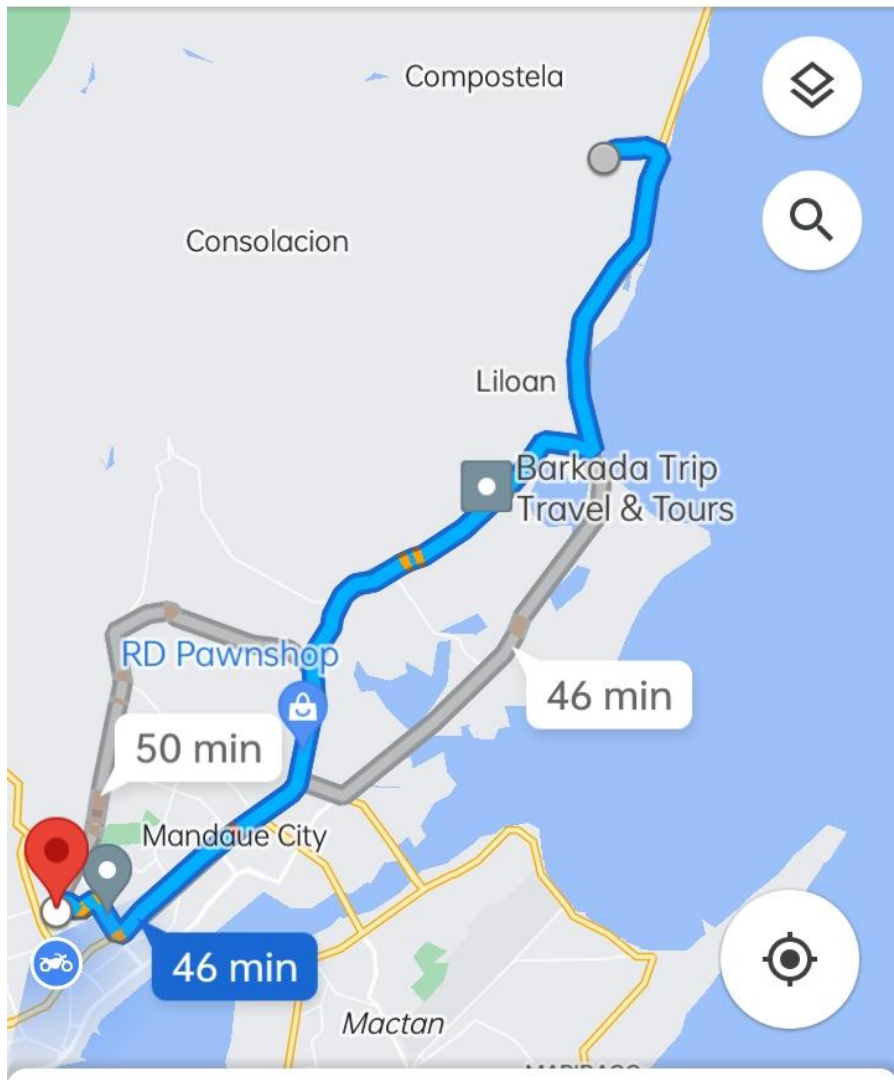 Compostela
Consolacion
Liloan
Barkada Trip
Travel & Tours
RD Pawnshop
46 min
50 min
Mandaue City
46 min
Mactan